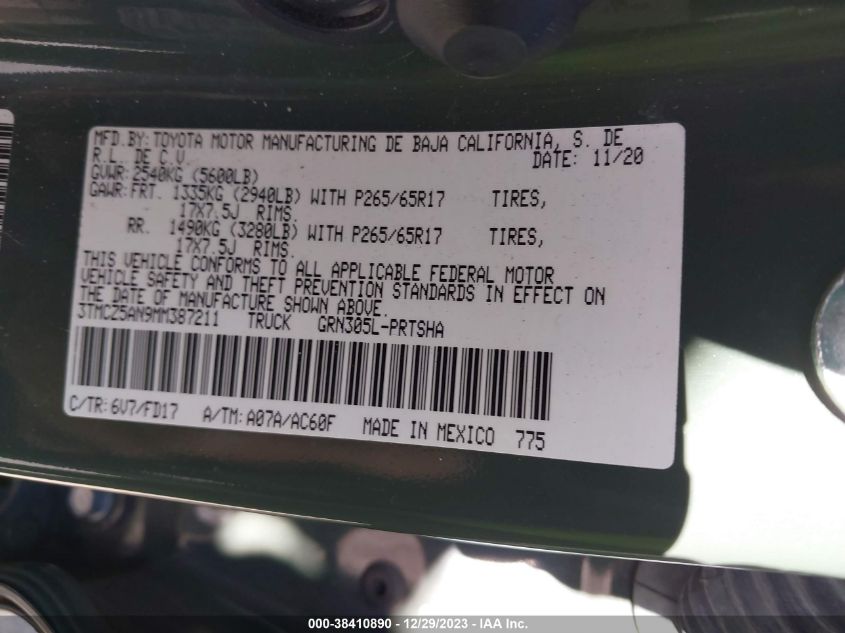 MFD.BY:TOYOTA MOTOR MANUFACTURING DE BAJA CALIFORNIA, S. DE
R.L. DE C.V. DATE: 11/20
GVWR:2540KG (5600LB)
GAWR:FRT. 1335KG (2940LB) WITH P265/65R17 TIRES,
17X7.5J RIMS.
RR. 1490KG (3280LB) WITH P265/65R17 TIRES,
17X7.5J RIMS.
THIS VEHICLE CONFORMS TO ALL APPLICABLE FEDERAL MOTOR
VEHICLE SAFETY AND THEFT PREVENTION STANDARDS IN EFFECT ON
THE DATE OF MANUFACTURE SHOWN ABOVE.
3TMCZ5AN9MM387211 TRUCK GRN305L-PRTSHA
C/TR:6V7/FD17 A/TM:A07A/AC60F MADE IN MEXICO 775
000-38410890 - 12/29/2023 - IAA Inc.